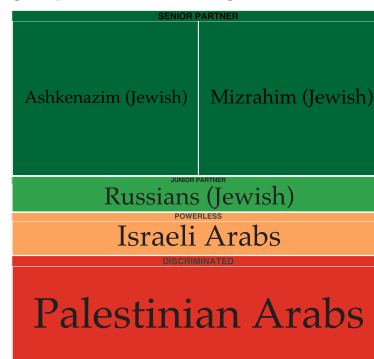 SENIOR PARTNER
Ashkenazim (Jewish) Mizrahim (Jewish)
JUNIOR PARTNER
Russians (Jewish)
POWERLESS
Israeli Arabs
DISCRIMINATED
Palestinian Arabs